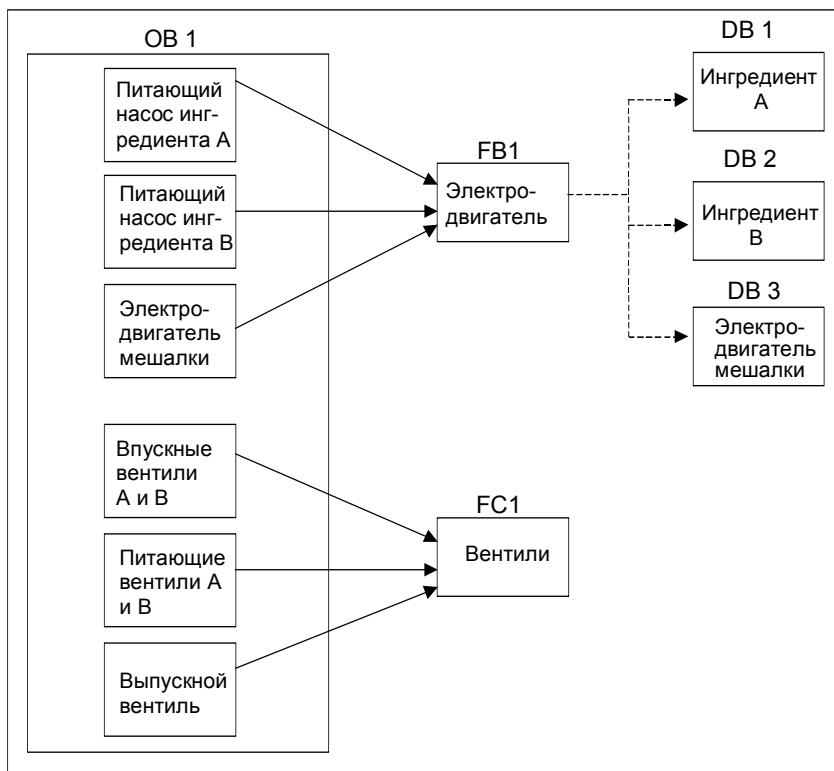 OB 1
Питающий
насос инг-
редиента А
Питающий
насос инг-
редиента В
Электро-
двигатель
мешалки
Впускные
вентили
А и В
Питающие
вентили А
и В
Выпускной
вентиль
FB1
Электро-
двигатель
FC1
Вентили
DB 1
Ингредиент
А
DB 2
Ингредиент
В
DB 3
Электро-
двигатель
мешалки